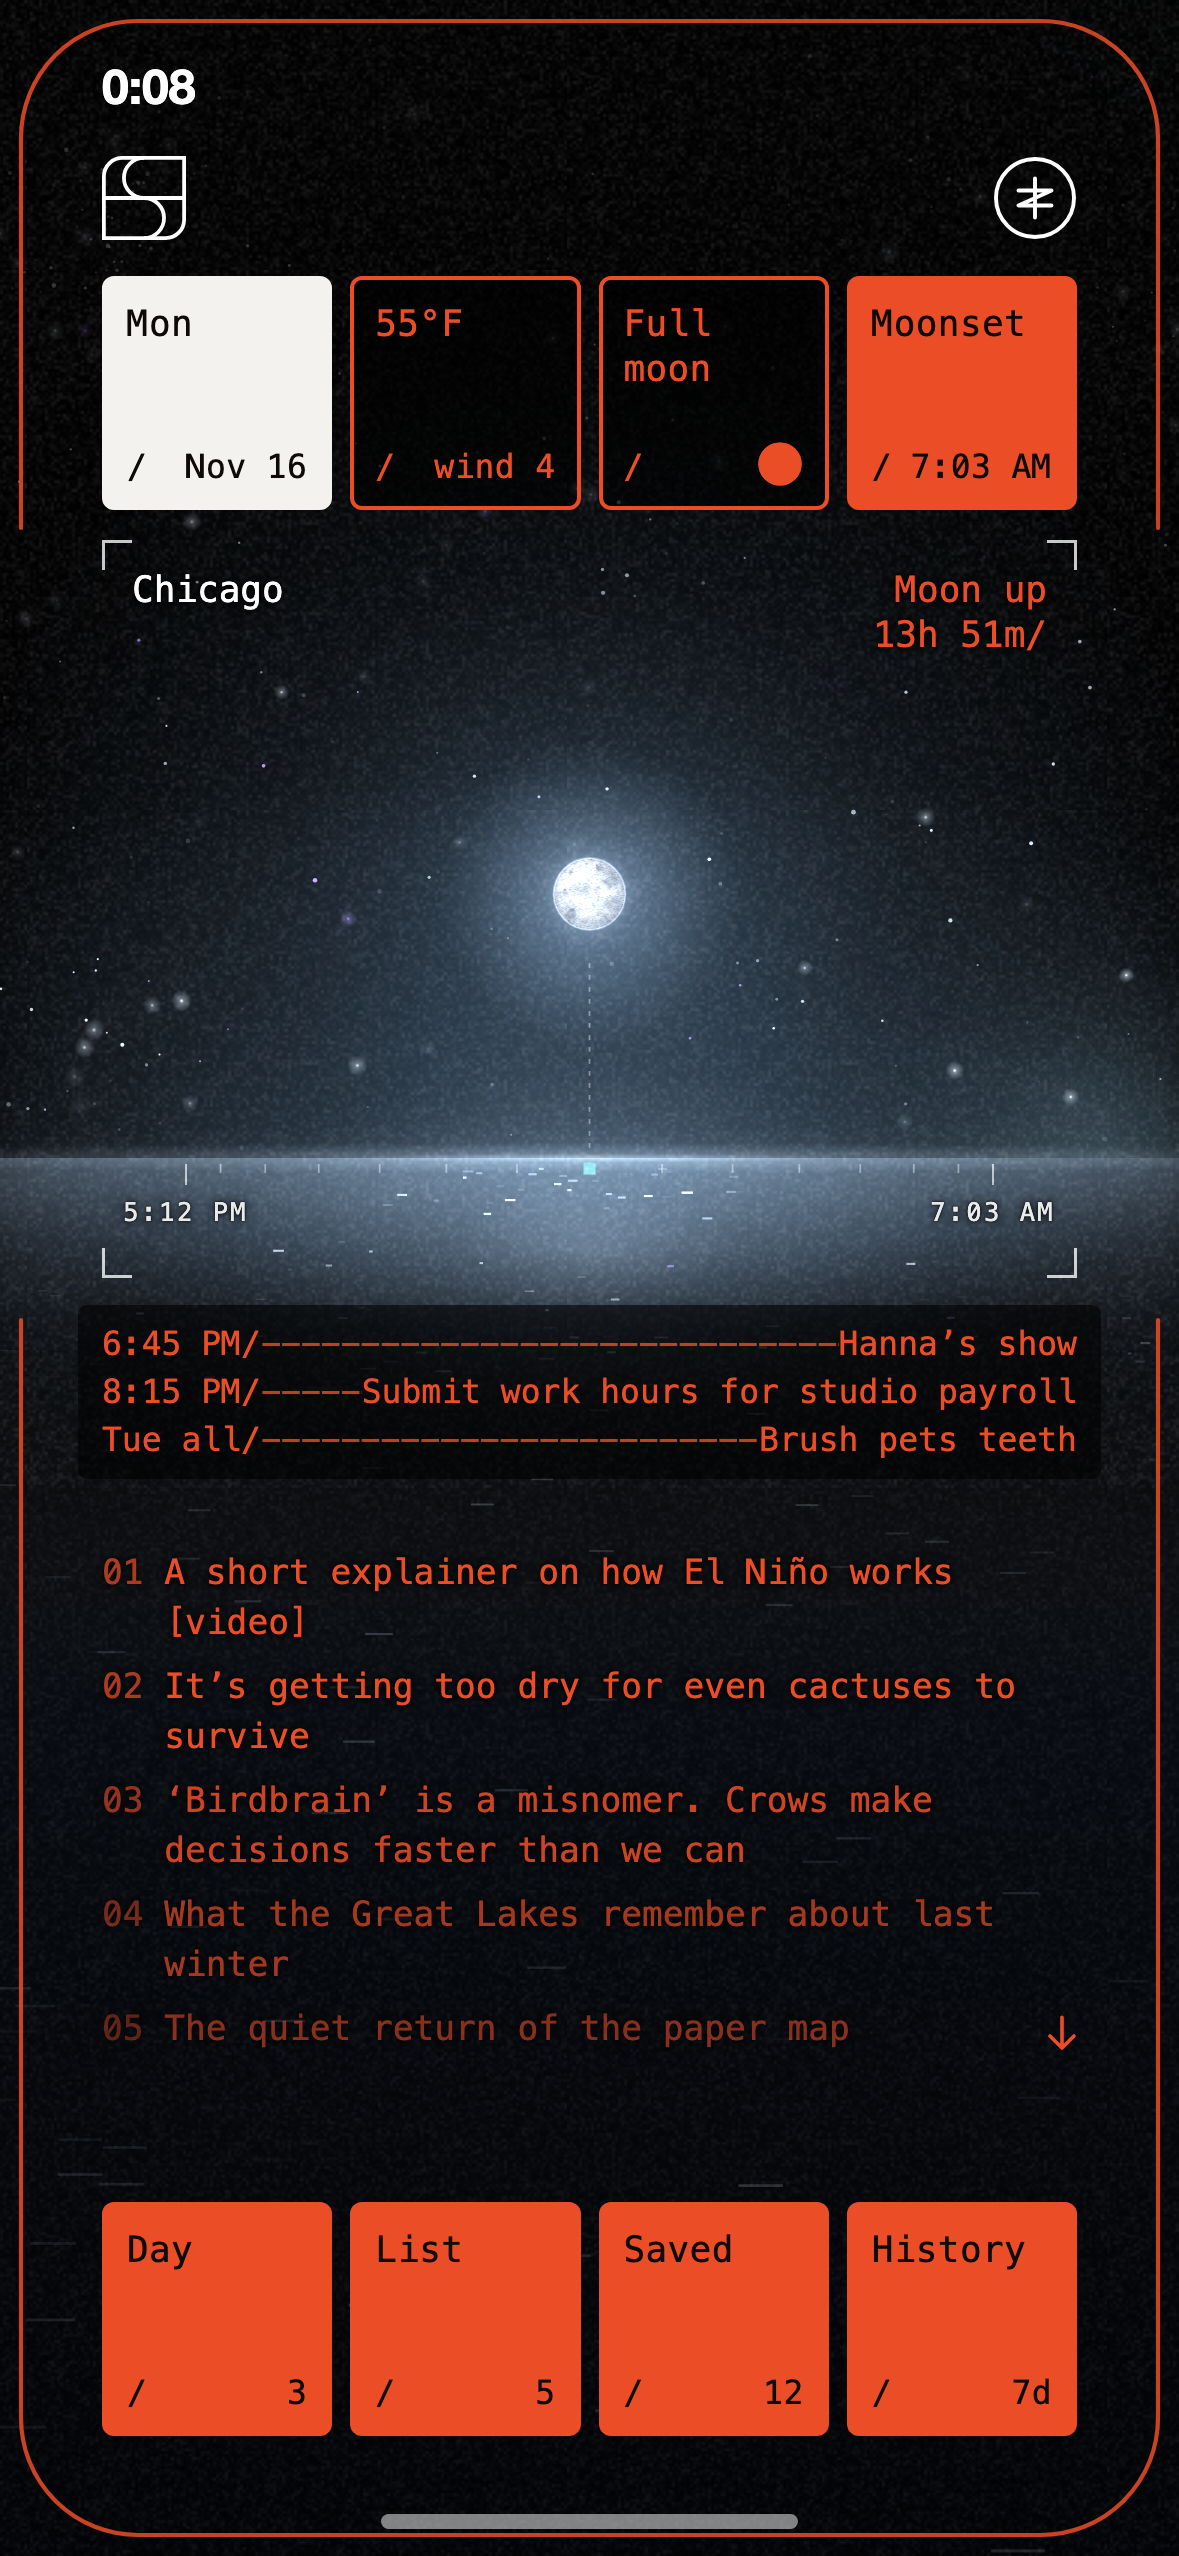 0:08
Mon
/ Nov 16
55°F
/ wind 4
Full
moon
/
Moonset
/ 7:03 AM
Chicago
Moon up
13h 51m/
5:12 PM
7:03 AM
6:45 PM/—————————————————————————————Hanna’s show
8:15 PM/—————Submit work hours for studio payroll
Tue all/—————————————————————————Brush pets teeth
01 A short explainer on how El Niño works
[video]
02 It’s getting too dry for even cactuses to
survive
03 ‘Birdbrain’ is a misnomer. Crows make
decisions faster than we can
04 What the Great Lakes remember about last
winter
05 The quiet return of the paper map
Day
/ 3
List
/ 5
Saved
/ 12
History
/ 7d